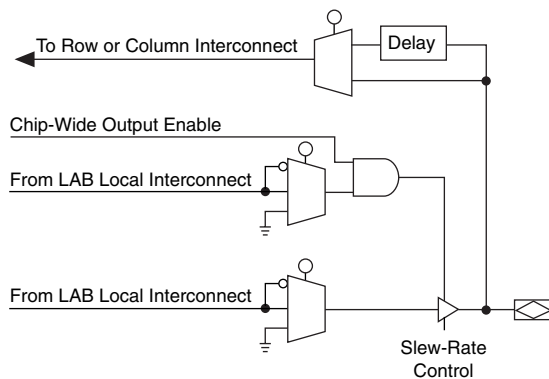 To Row or Column Interconnect
Delay
Chip-Wide Output Enable
From LAB Local Interconnect
From LAB Local Interconnect
Slew-Rate
Control